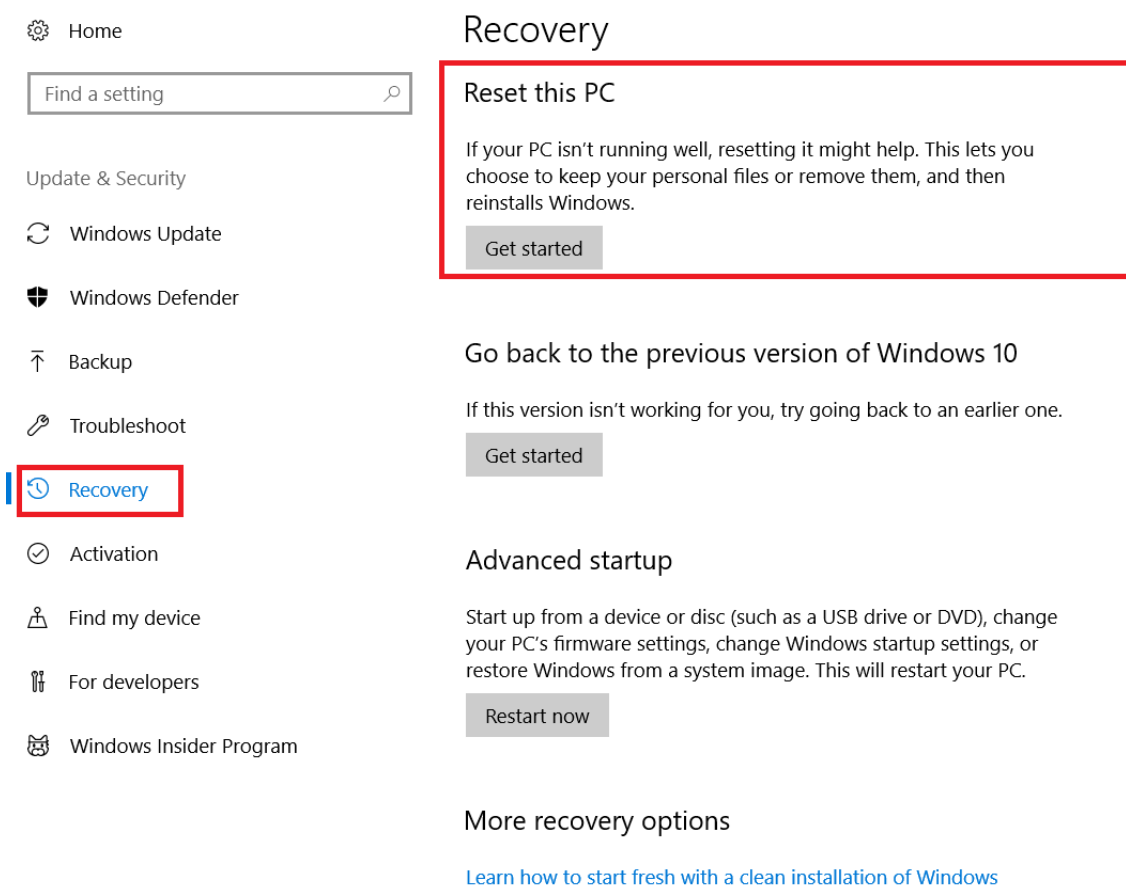 Home
Find a setting
Update & Security
Windows Update
Windows Defender
Backup
Troubleshoot
Recovery
Activation
Find my device
For developers
Windows Insider Program
Recovery
Reset this PC
If your PC isn't running well, resetting it might help. This lets you
choose to keep your personal files or remove them, and then
reinstalls Windows.
Get started
Go back to the previous version of Windows 10
If this version isn't working for you, try going back to an earlier one.
Get started
Advanced startup
Start up from a device or disc (such as a USB drive or DVD), change
your PC's firmware settings, change Windows startup settings, or
restore Windows from a system image. This will restart your PC.
Restart now
More recovery options
Learn how to start fresh with a clean installation of Windows